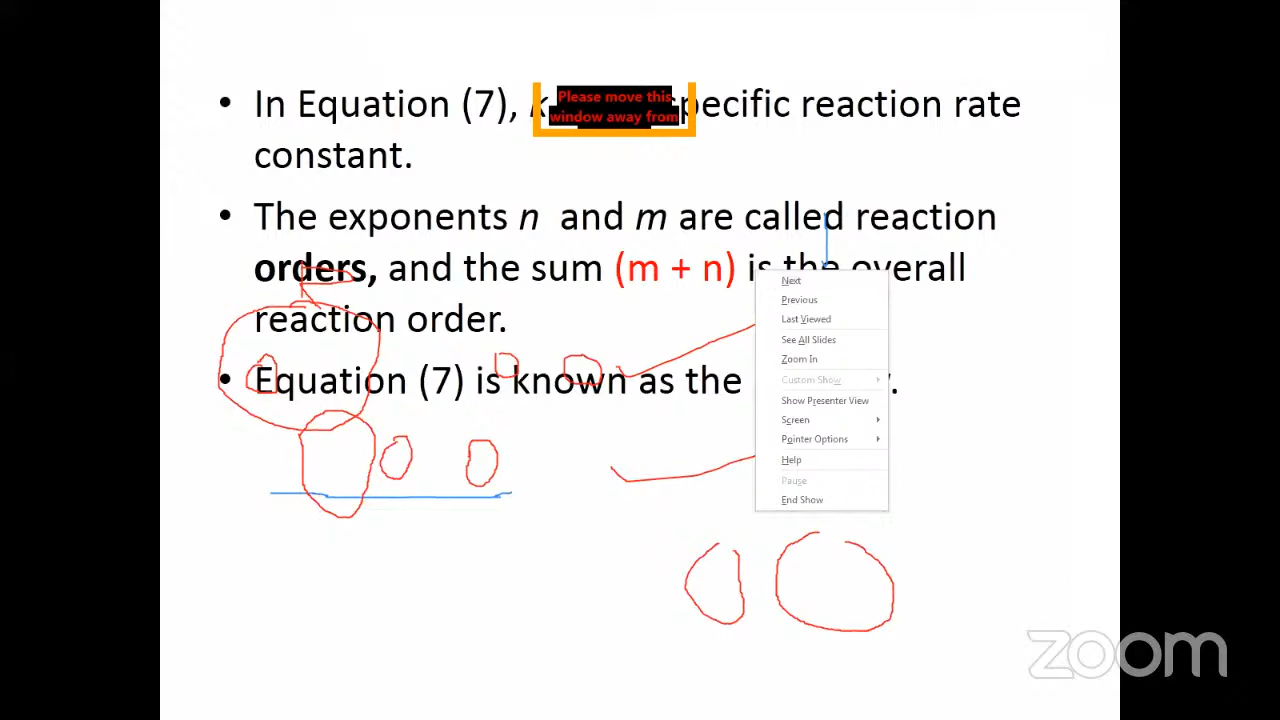 • In Equation (7), k specific reaction rate
Please move this
window away from
constant.
• The exponents n and m are called reaction
orders, and the sum (m + n) is the overall
reaction order.
• Equation (7) is known as the
Next
Previous
Last Viewed
See All Slides
Zoom In
Custom Show
Show Presenter View
Screen
Pointer Options
Help
Pause
End Show
zoom